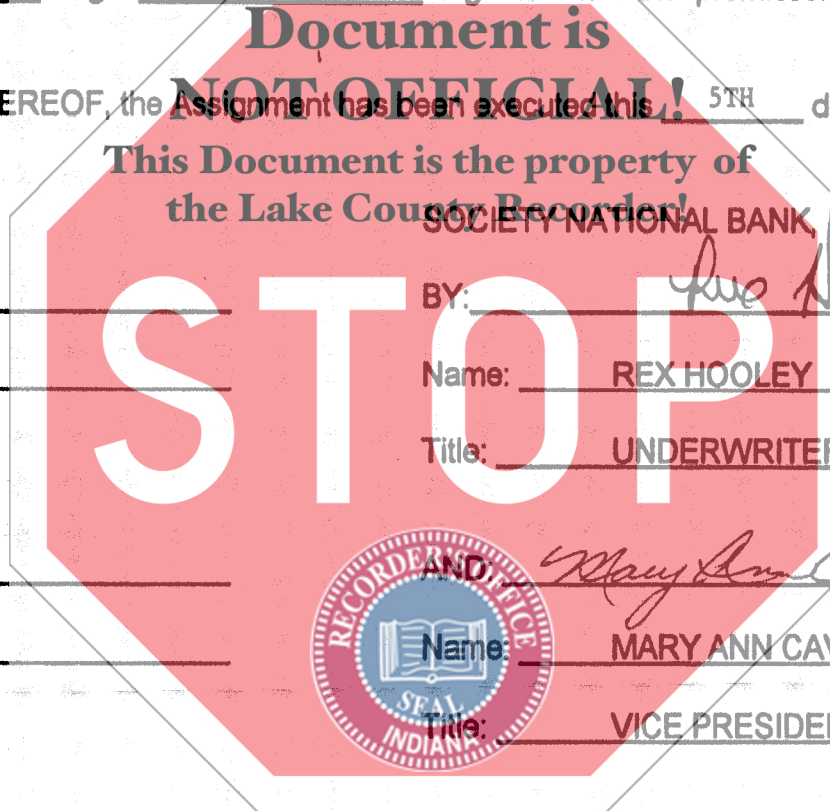 Document is
NOT OFFICIAL!
EREOF, the Assignment has been executed this 5TH d
This Document is the property of
the Lake County Recorder!
SOCIETY NATIONAL BANK,
BY:
Name: REX HOOLEY
Title: UNDERWRITER
STOP
AND:
Name: MARY ANN CAV
Title: VICE PRESIDE
RECORDER'S OFFICE
SEAL
INDIANA